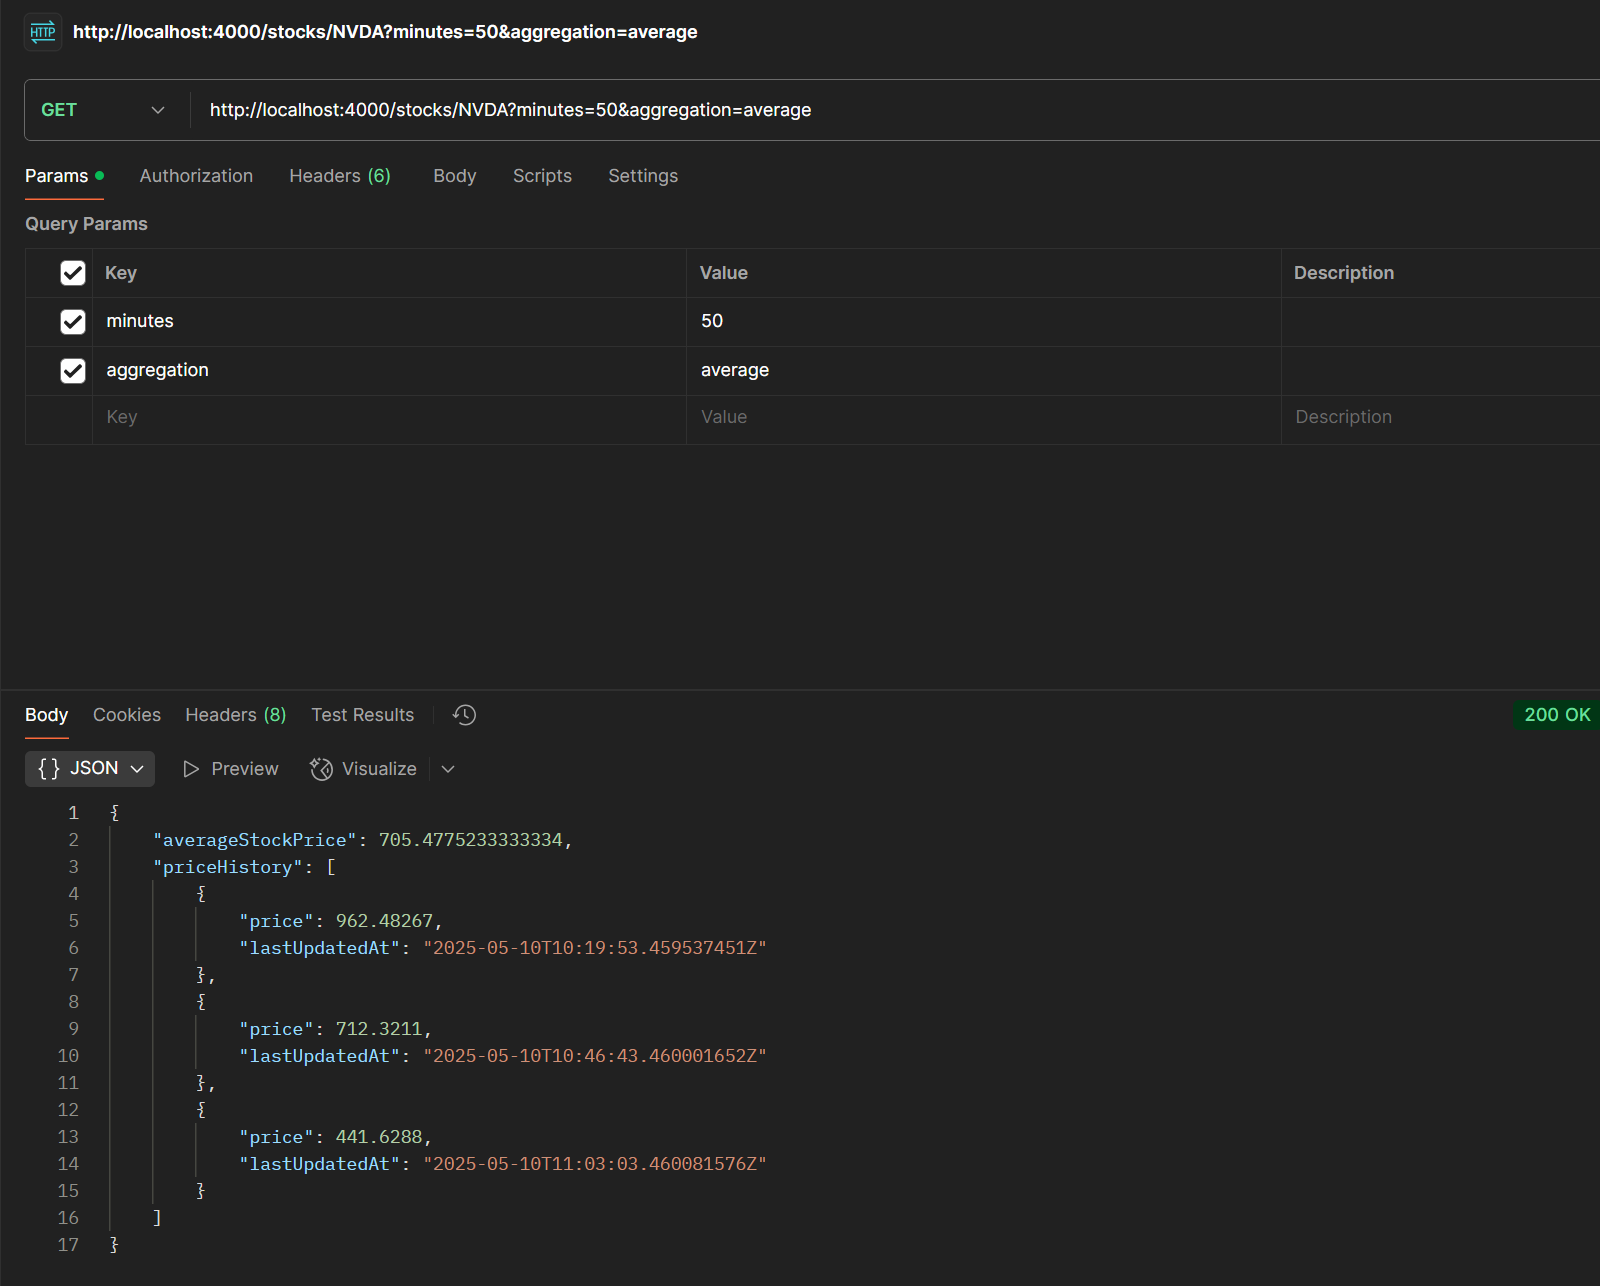 HTTP http://localhost:4000/stocks/NVDA?minutes=50&aggregation=average
GET http://localhost:4000/stocks/NVDA?minutes=50&aggregation=average
Params Authorization Headers (6) Body Scripts Settings
Query Params
Key Value Description
minutes 50
aggregation average
Key Value Description
Body Cookies Headers (8) Test Results 200 OK
{} JSON Preview Visualize
1 {
2 "averageStockPrice": 705.4775233333334,
3 "priceHistory": [
4 {
5 "price": 962.48267,
6 "lastUpdatedAt": "2025-05-10T10:19:53.459537451Z"
7 },
8 {
9 "price": 712.3211,
10 "lastUpdatedAt": "2025-05-10T10:46:43.460001652Z"
11 },
12 {
13 "price": 441.6288,
14 "lastUpdatedAt": "2025-05-10T11:03:03.460081576Z"
15 }
16 ]
17 }